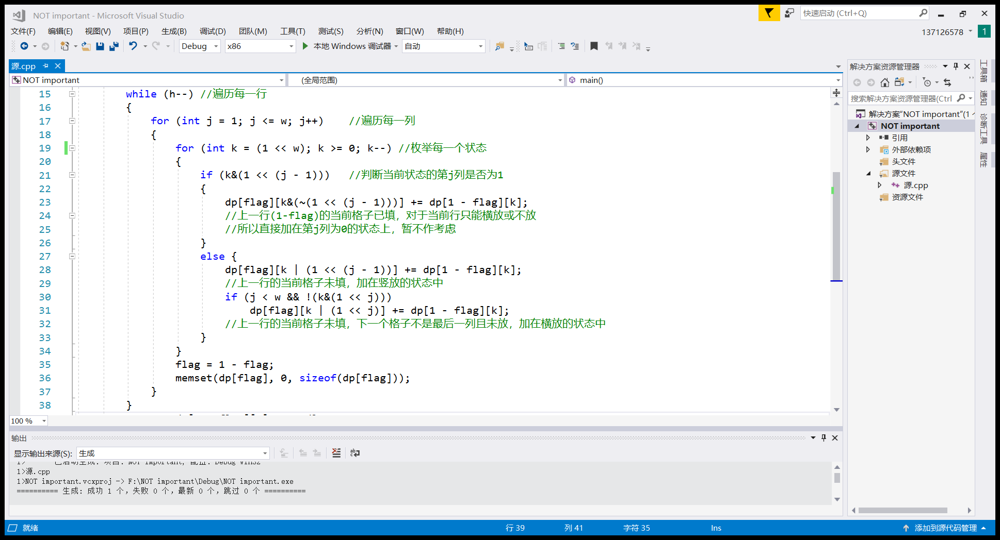 NOT important - Microsoft Visual Studio
快速启动 (Ctrl+Q)
文件(F) 编辑(E) 视图(V) 项目(P) 生成(B) 调试(D) 团队(M) 工具(T) 测试(S) 分析(N) 窗口(W) 帮助(H)
137126578
1
Debug x86 本地 Windows 调试器 自动
源.cpp
NOT important (全局范围) main()
15 while (h--) //遍历每一行
16 {
17 for (int j = 1; j <= w; j++) //遍历每一列
18 {
19 for (int k = (1 << w); k >= 0; k--) //枚举每一个状态
20 {
21 if (k&(1 << (j - 1))) //判断当前状态的第j列是否为1
22 {
23 dp[flag][k&(~(1 << (j - 1)))] += dp[1 - flag][k];
24 //上一行(1-flag)的当前格子已填，对于当前行只能横放或不放
25 //所以直接加在第j列为0的状态上，暂不作考虑
26 }
27 else {
28 dp[flag][k | (1 << (j - 1))] += dp[1 - flag][k];
29 //上一行的当前格子未填，加在竖放的状态中
30 if (j < w && !(k&(1 << j)))
31 dp[flag][k | (1 << j)] += dp[1 - flag][k];
32 //上一行的当前格子未填，下一个格子不是最后一列且未放，加在横放的状态中
33 }
34 }
35 flag = 1 - flag;
36 memset(dp[flag], 0, sizeof(dp[flag]));
37 }
38 }
100 %
输出
显示输出来源(S): 生成
1> 已启动生成: 项目: NOT important, 配置: Debug Win32
1>源.cpp
1>NOT important.vcxproj -> F:\NOT important\Debug\NOT important.exe
========== 生成: 成功 1 个，失败 0 个，最新 0 个，跳过 0 个 ==========
解决方案资源管理器
搜索解决方案资源管理器(Ctrl
解决方案“NOT important”(1
NOT important
引用
外部依赖项
头文件
源文件
源.cpp
资源文件
工具箱
通知
诊断工具
属性
就绪 行 39 列 41 字符 35 Ins 添加到源代码管理